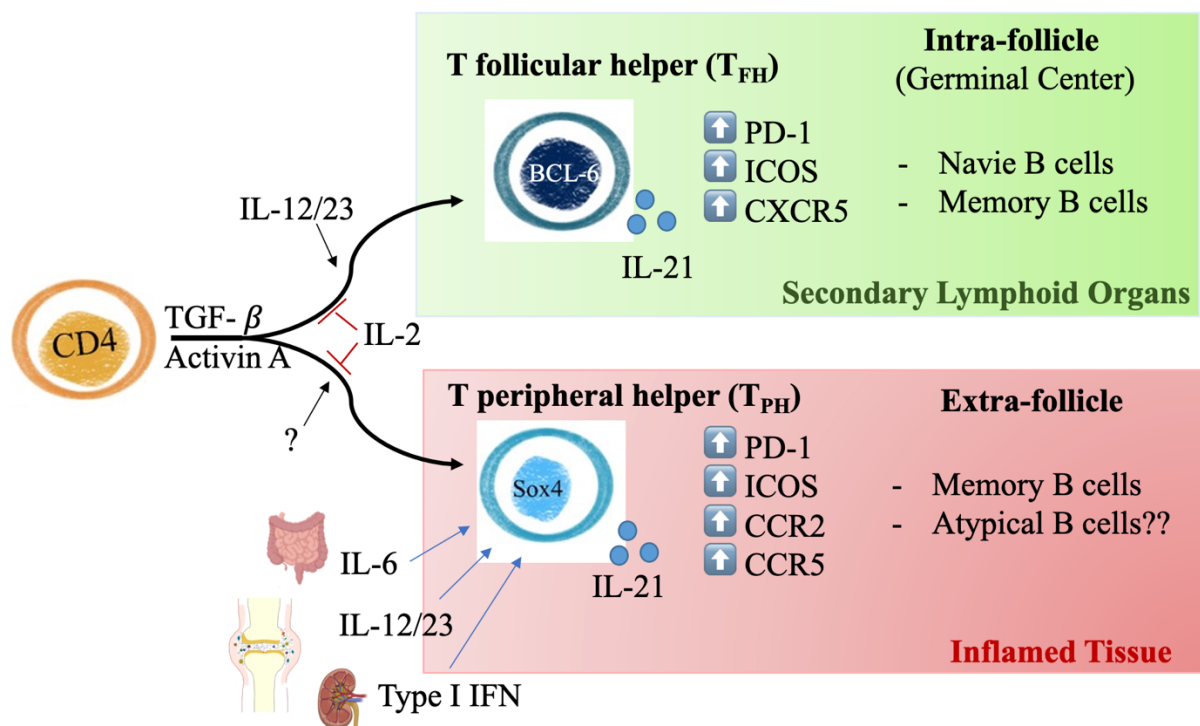 T follicular helper (TFH)
BCL-6
IL-21
PD-1
ICOS
CXCR5
Intra-follicle
(Germinal Center)
- Navie B cells
- Memory B cells
Secondary Lymphoid Organs
IL-12/23
CD4
TGF- β
Activin A
IL-2
?
T peripheral helper (TPH)
Sox4
IL-21
PD-1
ICOS
CCR2
CCR5
Extra-follicle
- Memory B cells
- Atypical B cells??
Inflamed Tissue
IL-6
IL-12/23
Type I IFN